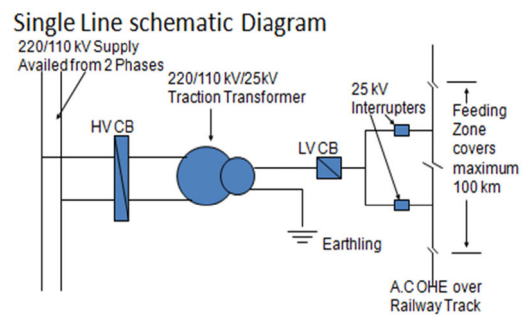 Single Line schematic Diagram
220/110 kV Supply
Availed from 2 Phases
220/110 kV/25kV
Traction Transformer
HV CB
LV CB
25 kV
Interrupters
Feeding
Zone
covers
maximum
100 km
Earthling
A.C OHE over
Railway Track